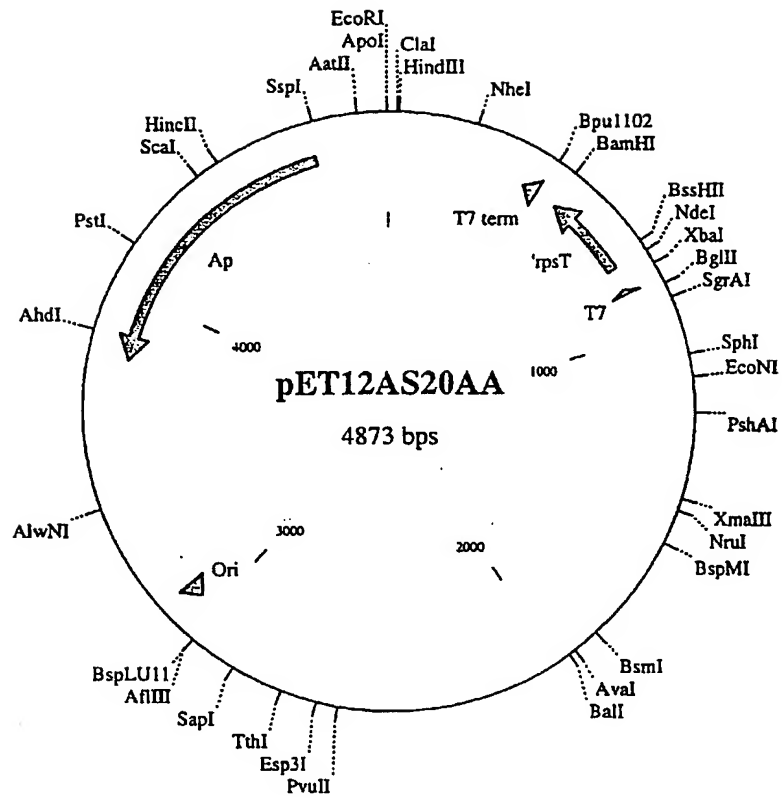 EcoRI
ApoI
ClaI
HindIII
AatII
SspI
NheI
HincII
ScaI
Bpu1102
BamHI
PstI
BssHII
NdeI
XbaI
BglII
SgrAI
T7 term
'rpsT
Ap
T7
AhdI
4000
1000
SphI
EcoNI
pET12AS20AA
4873 bps
PshAI
AlwNI
XmaIII
NruI
BspMI
3000
2000
Ori
BsmI
AvaI
BalI
BspLU11
AflIII
SapI
TthI
Esp3I
PvuII